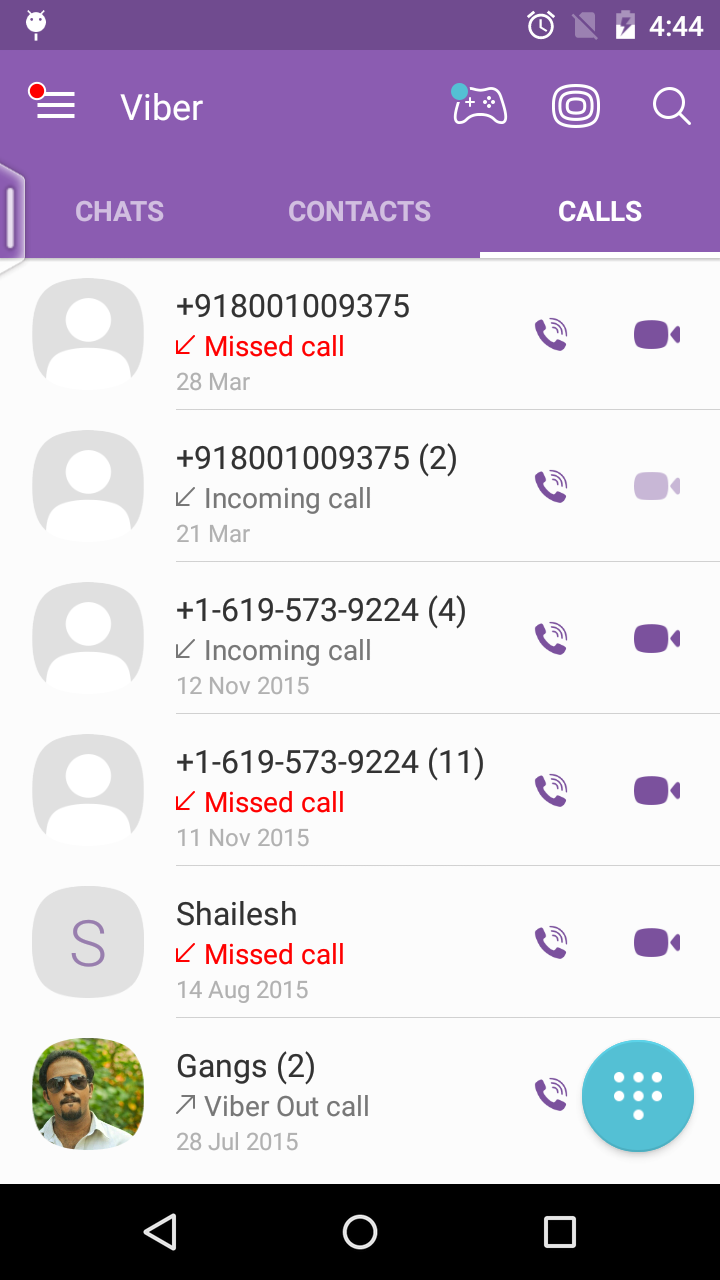 4:44
Viber
CHATS CONTACTS CALLS
+918001009375
Missed call
28 Mar
+918001009375 (2)
Incoming call
21 Mar
+1-619-573-9224 (4)
Incoming call
12 Nov 2015
+1-619-573-9224 (11)
Missed call
11 Nov 2015
S
Shailesh
Missed call
14 Aug 2015
Gangs (2)
Viber Out call
28 Jul 2015